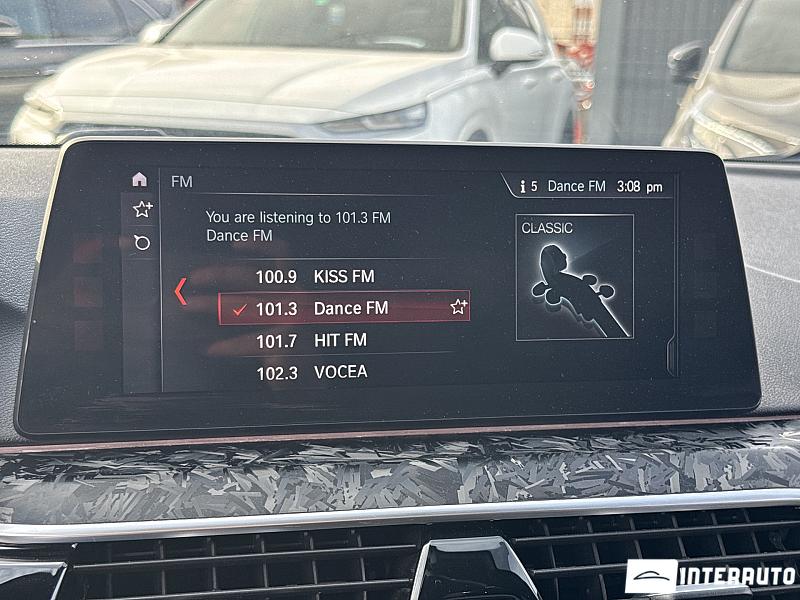 FM
5 Dance FM 3:08 pm
You are listening to 101.3 FM
Dance FM
CLASSIC
100.9 KISS FM
101.3 Dance FM
101.7 HIT FM
102.3 VOCEA
INTERAUTO